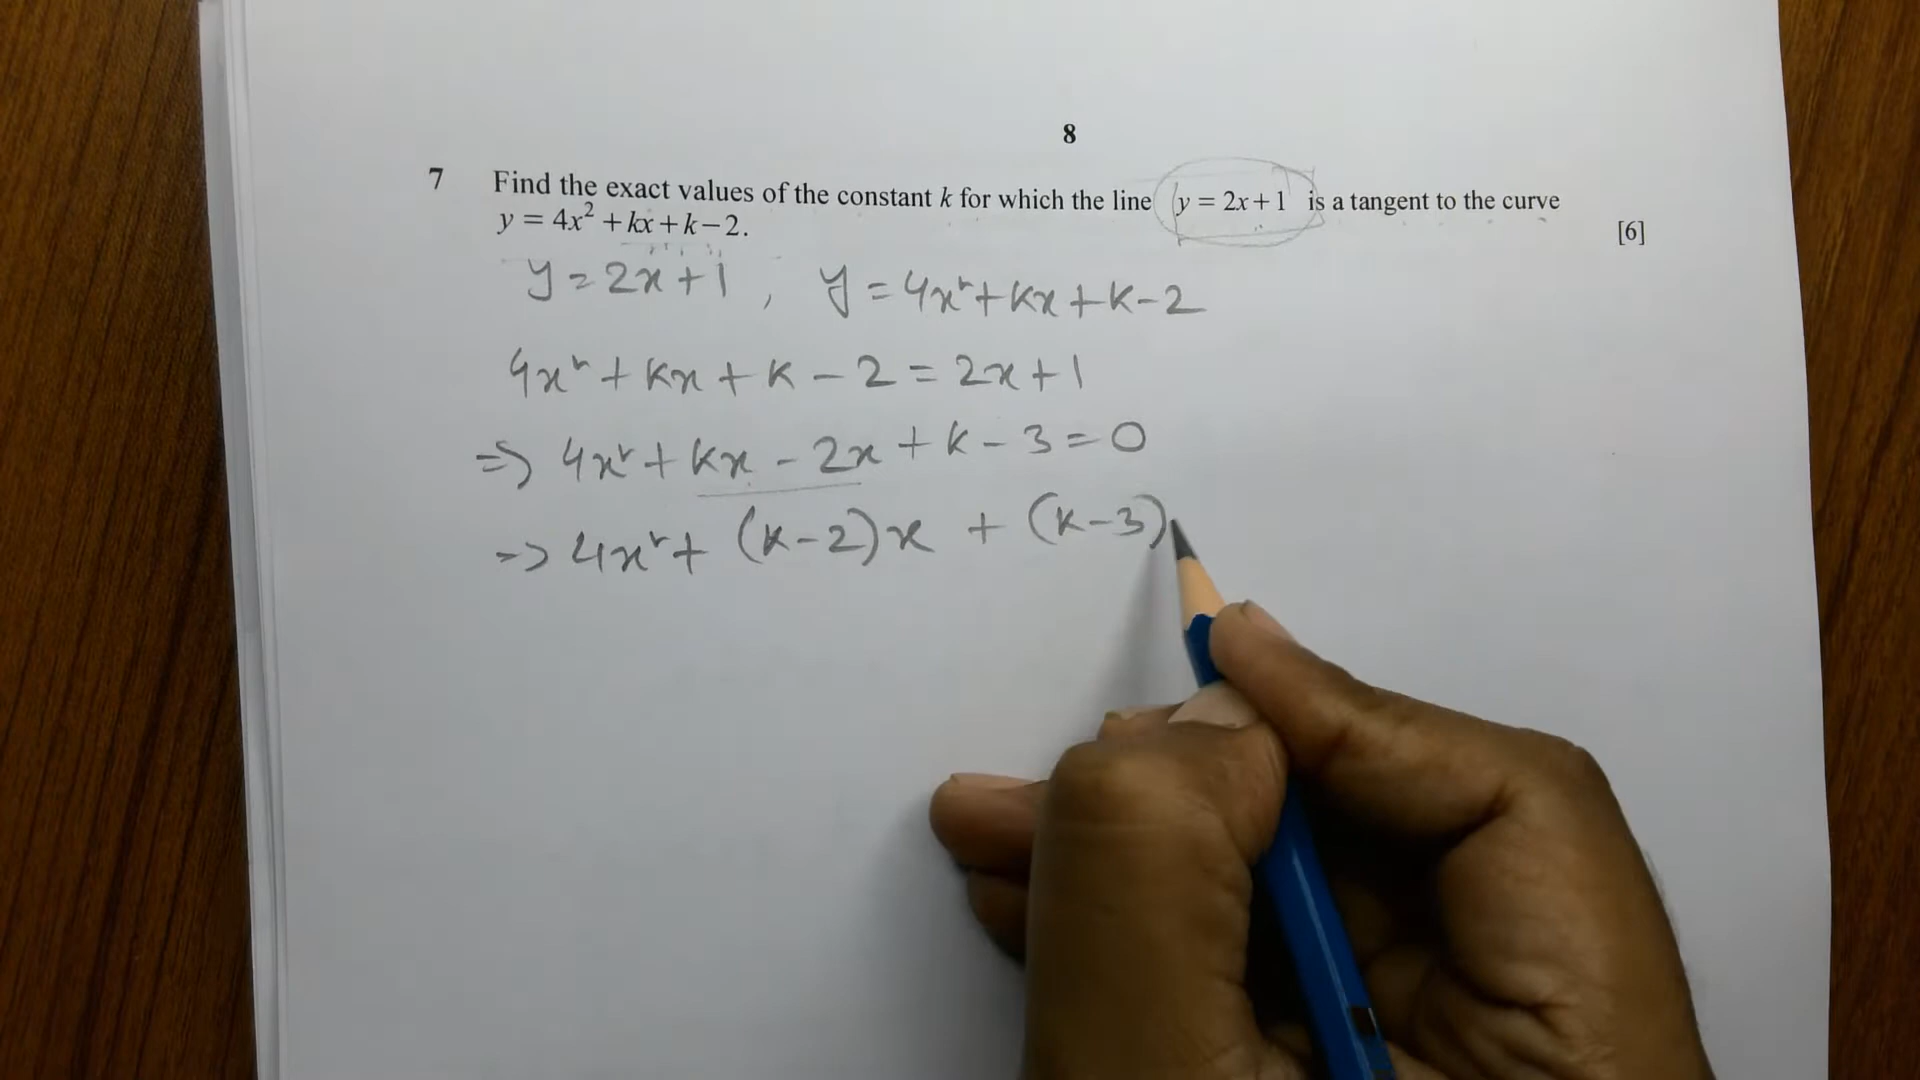 8
7 Find the exact values of the constant k for which the line y = 2x+1 is a tangent to the curve
y = 4x² + kx + k − 2. [6]
y = 2x + 1 , y = 4x² + kx + k − 2
4x² + kx + k − 2 = 2x + 1
⇒ 4x² + kx − 2x + k − 3 = 0
⇒ 4x² + (k−2)x + (k−3)